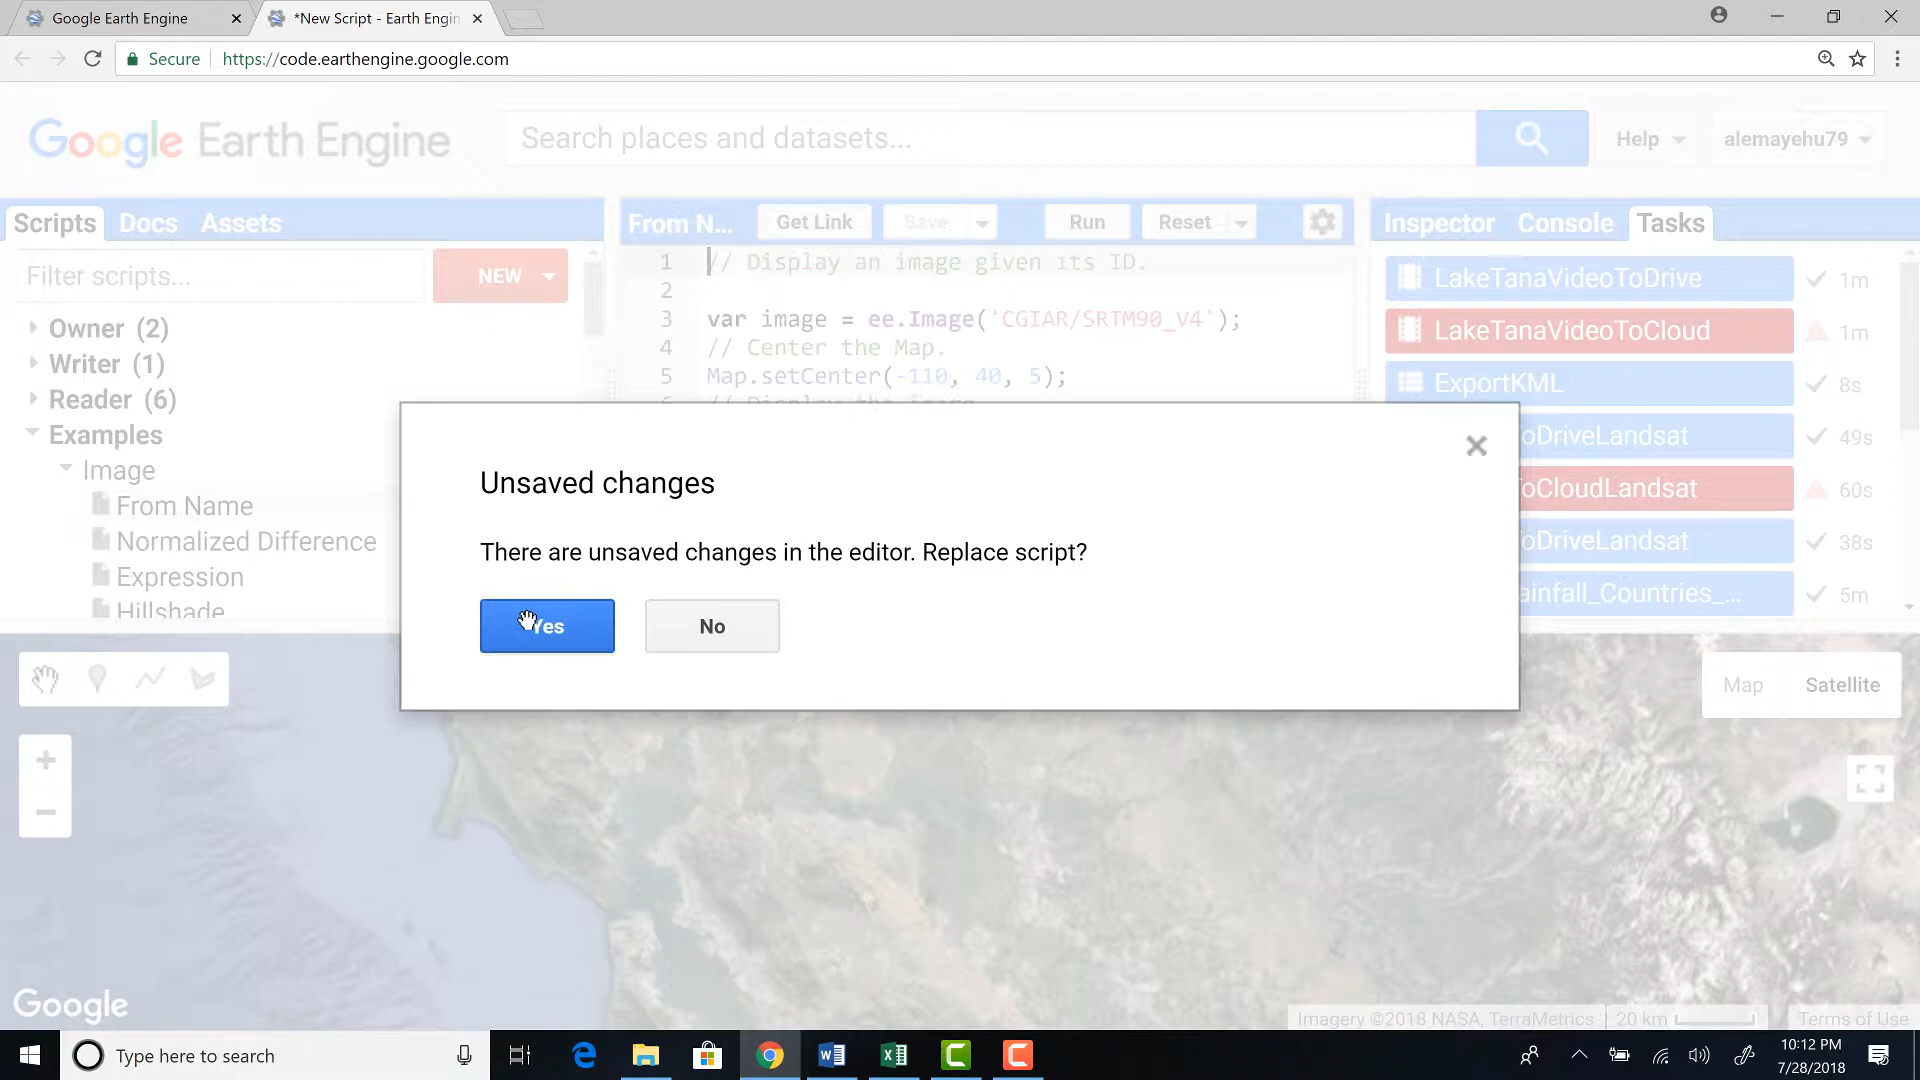 Google Earth Engine
*New Script - Earth Engin
Secure
https://code.earthengine.google.com
Google Earth Engine
Search places and datasets...
Help
alemayehu79
Scripts
Docs
Assets
From N...
Get Link
Save
Run
Reset
Inspector
Console
Tasks
Filter scripts...
NEW
Owner (2)
Writer (1)
Reader (6)
Examples
Image
From Name
Normalized Difference
Expression
Hillshade
1 // Display an image given its ID.
2
3 var image = ee.Image('CGIAR/SRTM90_V4');
4 // Center the Map.
5 Map.setCenter(-110, 40, 5);
6 // Display the image.
LakeTanaVideoToDrive 1m
LakeTanaVideoToCloud 1m
ExportKML 8s
oDriveLandsat 49s
oCloudLandsat 60s
oDriveLandsat 38s
ainfall_Countries_... 5m
Unsaved changes
There are unsaved changes in the editor. Replace script?
Yes
No
Map
Satellite
Google
Imagery ©2018 NASA, TerraMetrics
20 km
Terms of Use
Type here to search
10:12 PM
7/28/2018